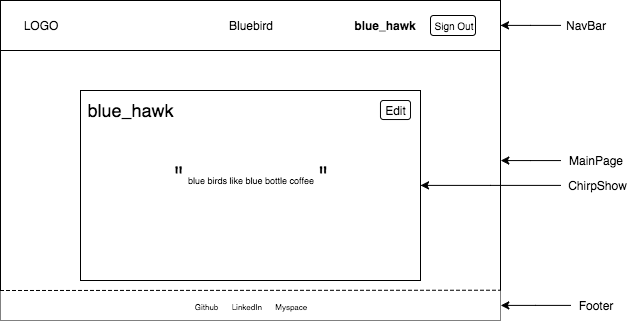 LOGO Bluebird blue_hawk Sign Out NavBar
blue_hawk Edit
MainPage
" blue birds like blue bottle coffee "
ChirpShow
Github LinkedIn Myspace Footer